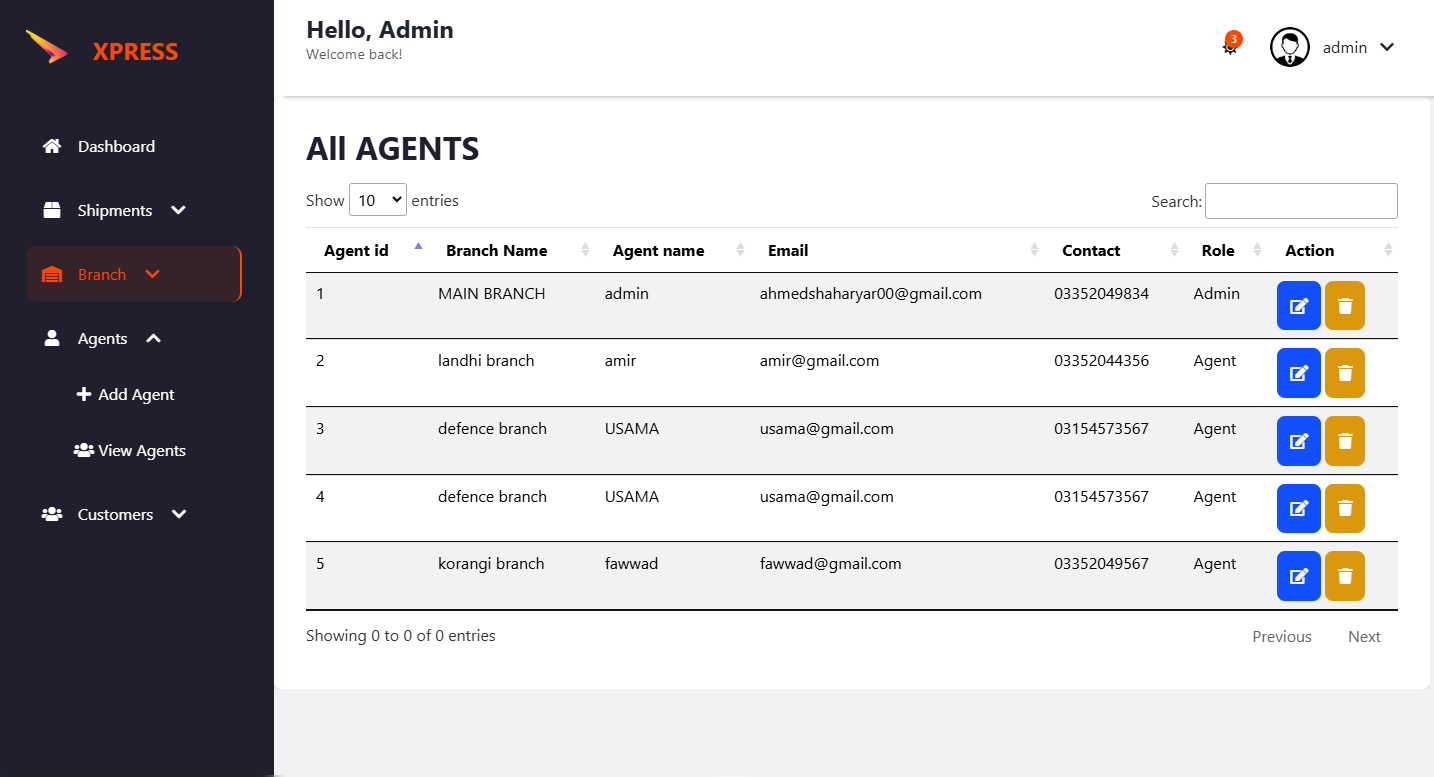 XPRESS
Hello, Admin
Welcome back!
3
admin
Dashboard
Shipments
Branch
Agents
Add Agent
View Agents
Customers
All AGENTS
Show 10 entries
Search:
Agent id Branch Name Agent name Email Contact Role Action
1 MAIN BRANCH admin ahmedshaharyar00@gmail.com 03352049834 Admin
2 landhi branch amir amir@gmail.com 03352044356 Agent
3 defence branch USAMA usama@gmail.com 03154573567 Agent
4 defence branch USAMA usama@gmail.com 03154573567 Agent
5 korangi branch fawwad fawwad@gmail.com 03352049567 Agent
Showing 0 to 0 of 0 entries
Previous Next